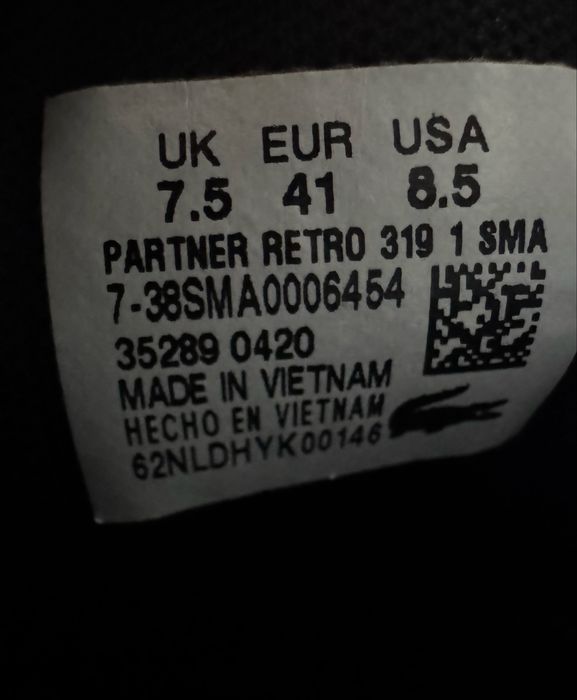 UK EUR USA
7.5 41 8.5
PARTNER RETRO 319 1 SMA
7-38SMA0006454
35289 0420
MADE IN VIETNAM
HECHO EN VIETNAM
62NLDHYK00146